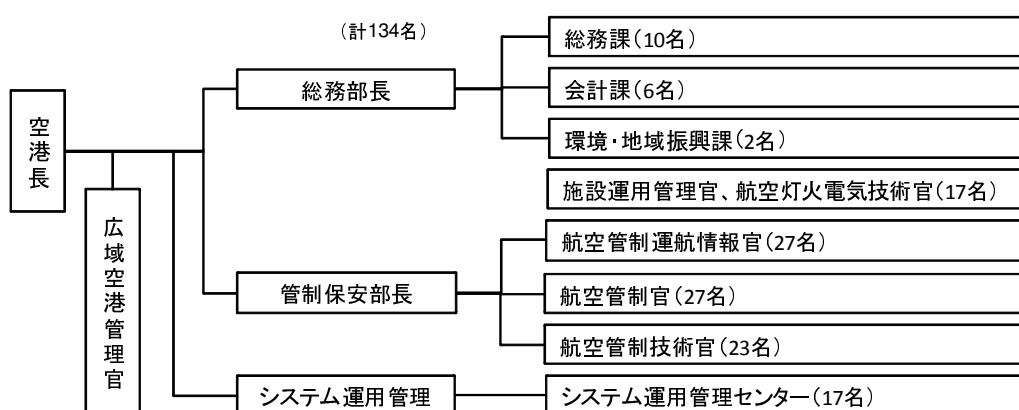 (計134名)
空港長
広域空港管理官
総務部長
総務課(10名)
会計課(6名)
環境・地域振興課(2名)
施設運用管理官、航空灯火電気技術官(17名)
管制保安部長
航空管制運航情報官(27名)
航空管制官(27名)
航空管制技術官(23名)
システム運用管理
システム運用管理センター(17名)